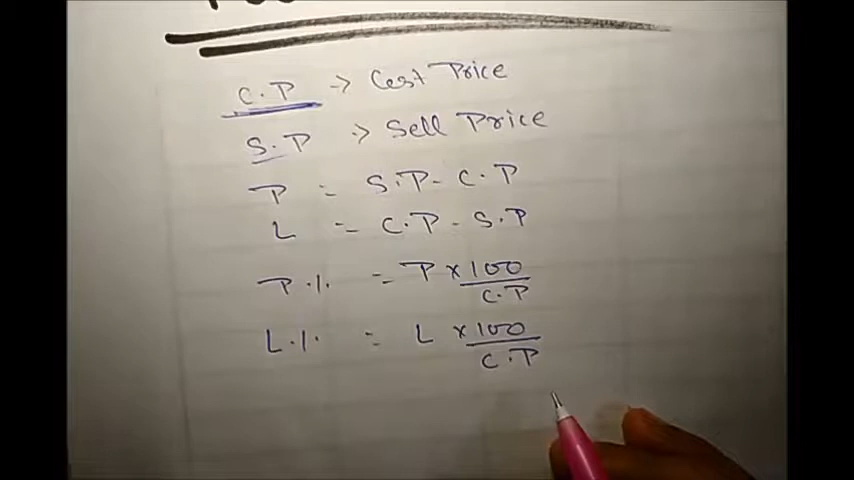 C.P -> Cost Price
S.P -> Sell Price
P = S.P - C.P
L = C.P - S.P
P.I. = P × 100 / C.P
L.I. = L × 100 / C.P